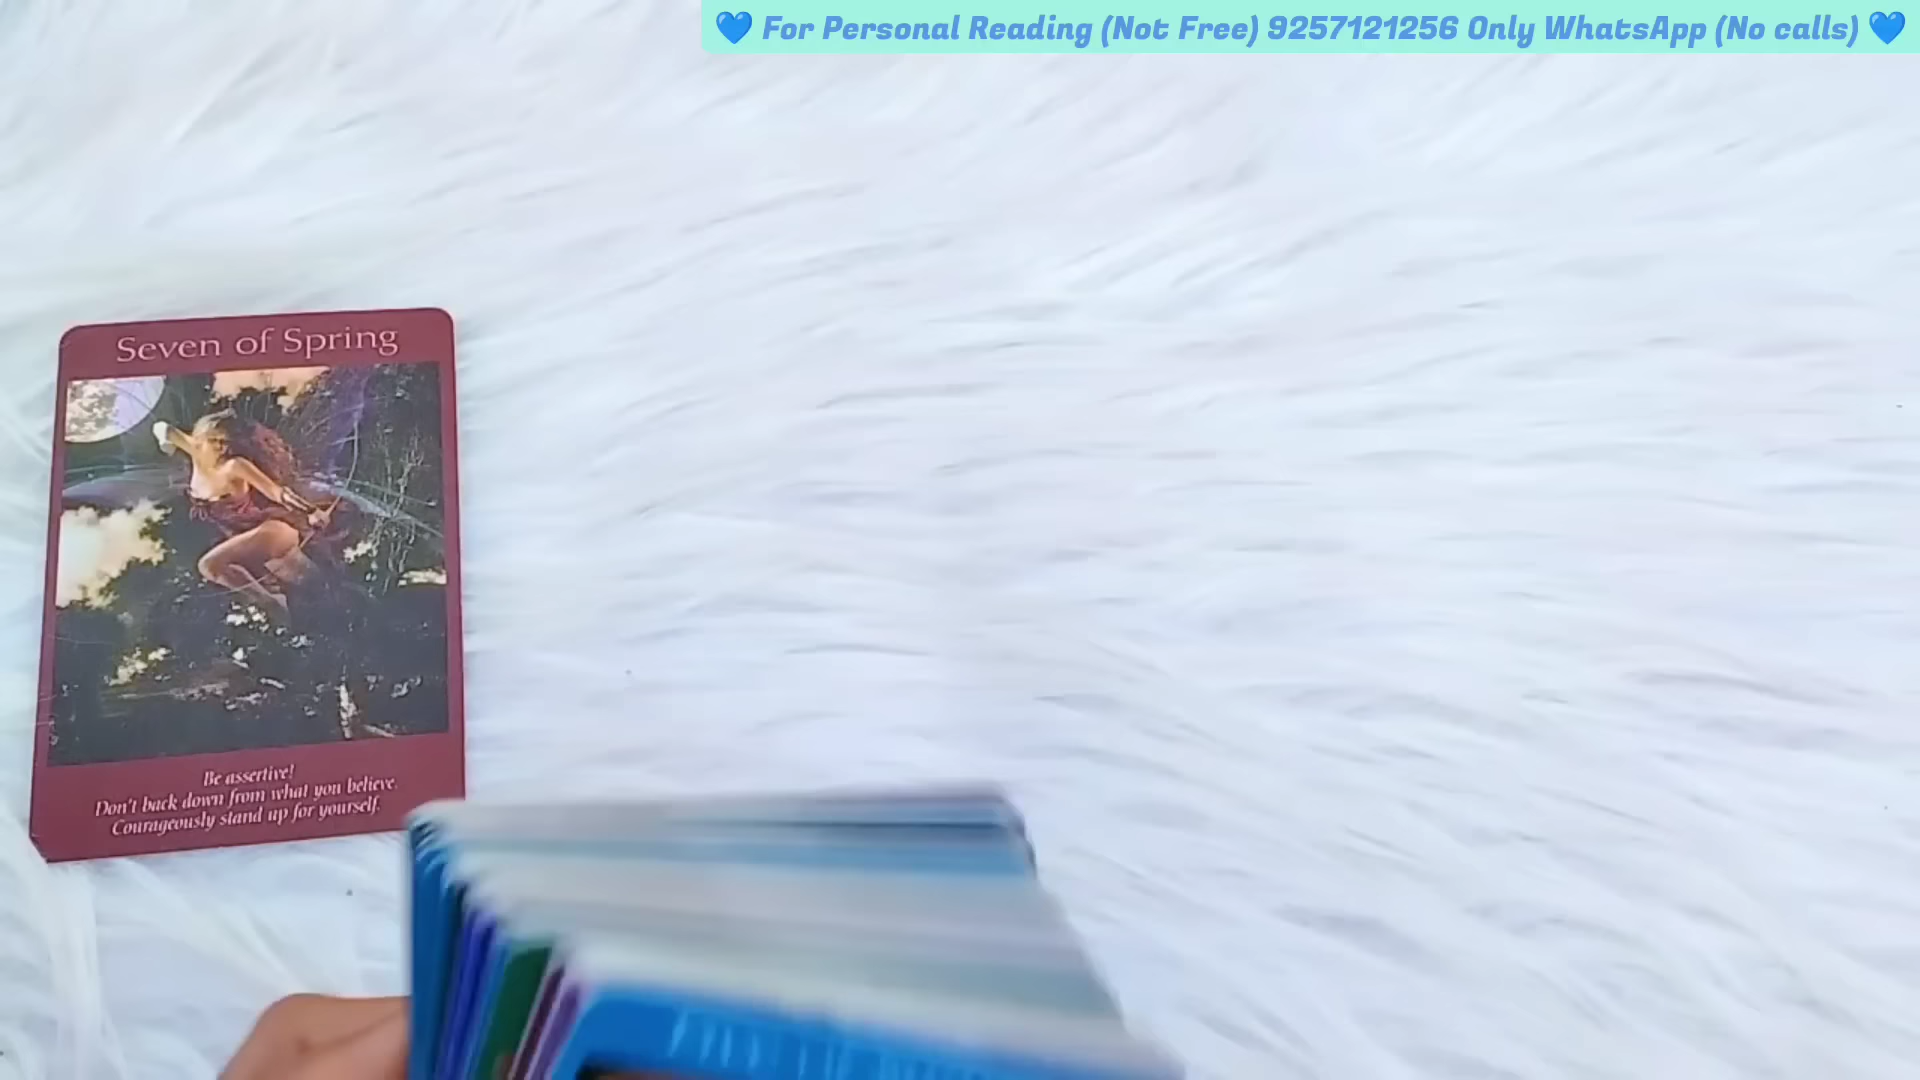 💙 For Personal Reading (Not Free) 9257121256 Only WhatsApp (No calls) 💙
Seven of Spring
Be assertive!
Don't back down from what you believe.
Courageously stand up for yourself.